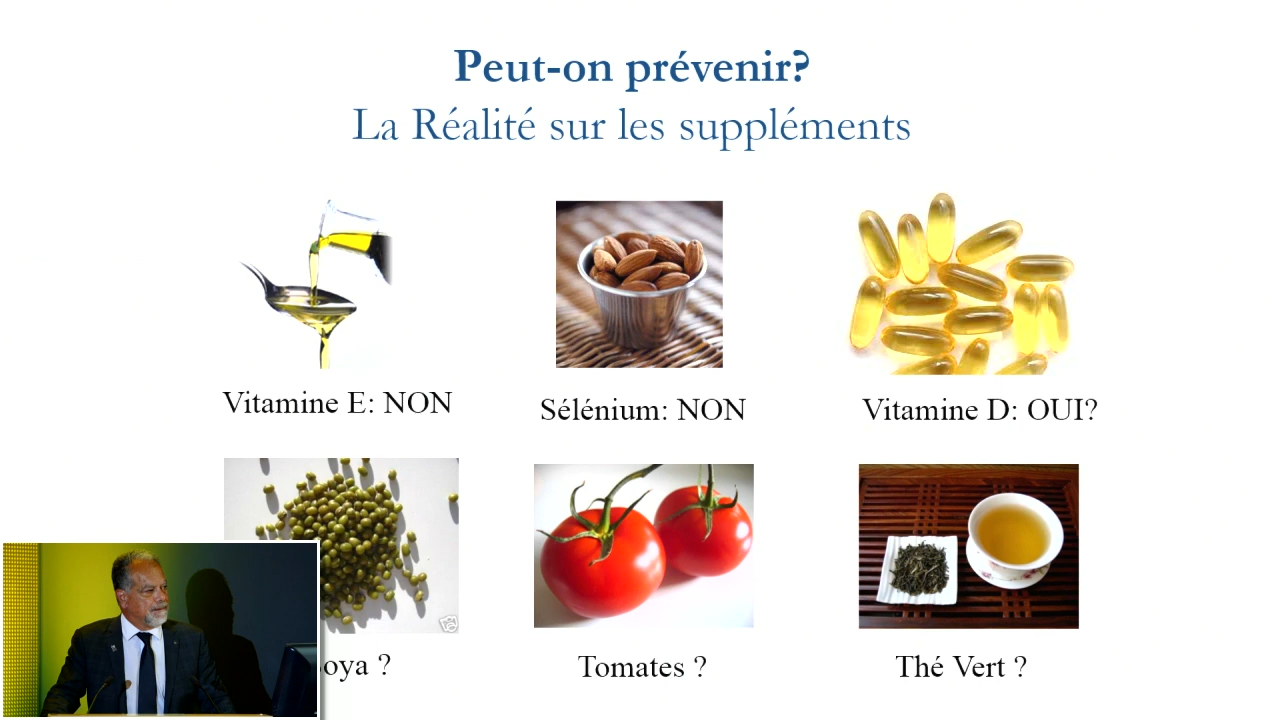 Peut-on prévenir?
La Réalité sur les suppléments
Vitamine E: NON
Sélénium: NON
Vitamine D: OUI?
oya ?
Tomates ?
Thé Vert ?